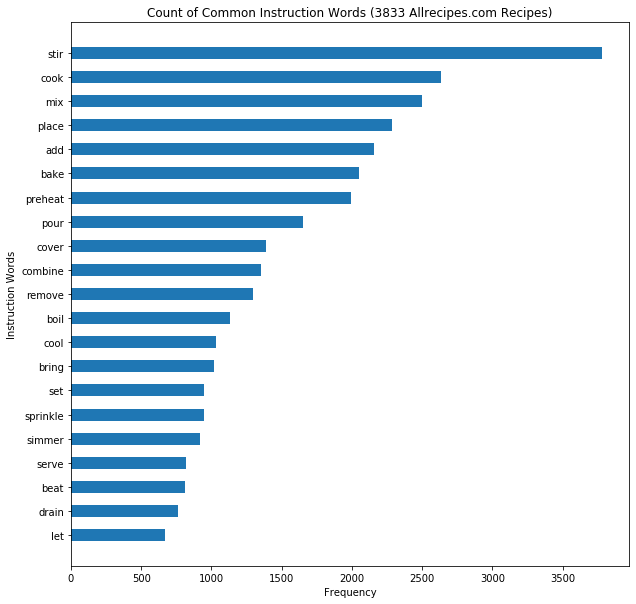 Count of Common Instruction Words (3833 Allrecipes.com Recipes)
stir
cook
mix
place
add
bake
preheat
pour
cover
combine
remove
boil
cool
bring
set
sprinkle
simmer
serve
beat
drain
let
Instruction Words
0 500 1000 1500 2000 2500 3000 3500
Frequency